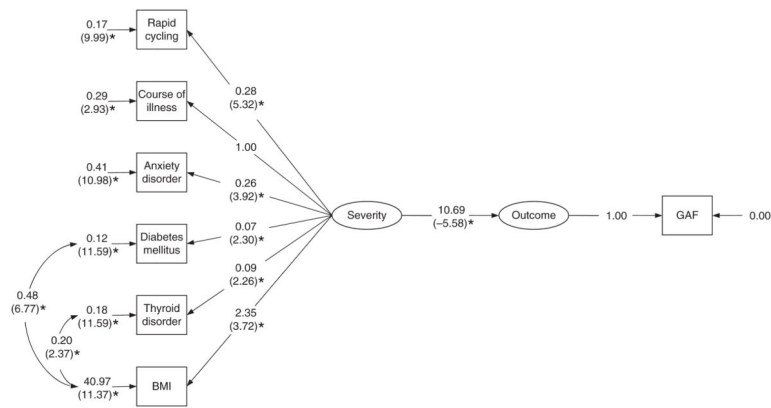 0.17
(9.99)*
Rapid
cycling
0.28
(5.32)*
0.29
(2.93)*
Course of
illness
1.00
0.41
(10.98)*
Anxiety
disorder
0.26
(3.92)*
Severity
10.69
(−5.58)*
Outcome
1.00
GAF
0.00
0.12
(11.59)*
Diabetes
mellitus
0.07
(2.30)*
0.48
(6.77)*
0.18
(11.59)*
Thyroid
disorder
0.09
(2.26)*
0.20
(2.37)*
2.35
(3.72)*
40.97
(11.37)*
BMI